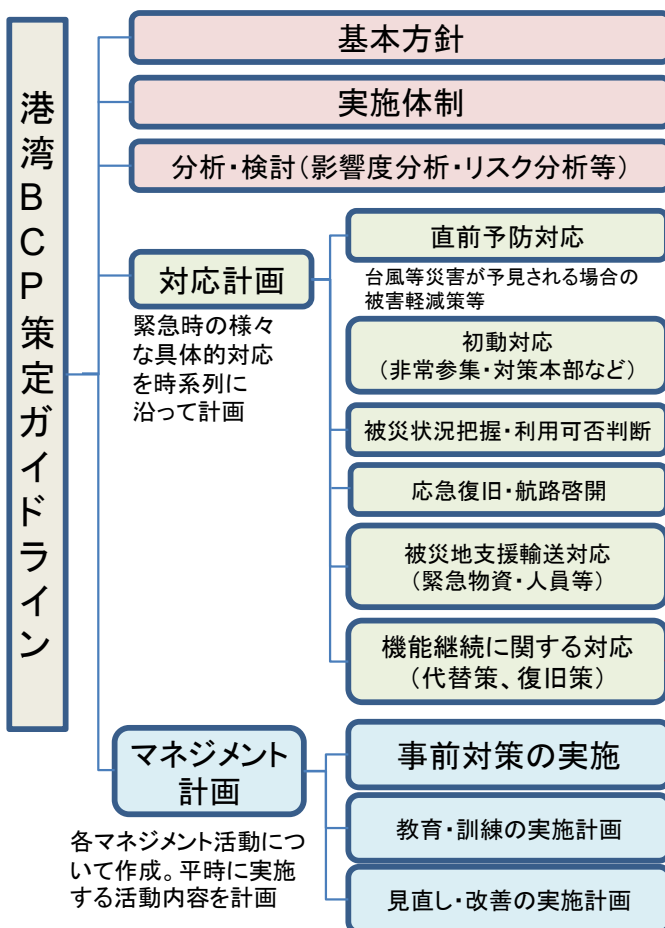 港湾BCP策定ガイドライン
基本方針
実施体制
分析・検討(影響度分析・リスク分析等)
対応計画
緊急時の様々
な具体的対応
を時系列に
沿って計画
直前予防対応
台風等災害が予見される場合の
被害軽減策等
初動対応
(非常参集・対策本部など)
被災状況把握・利用可否判断
応急復旧・航路啓開
被災地支援輸送対応
(緊急物資・人員等)
機能継続に関する対応
(代替策、復旧策)
マネジメント
計画
各マネジメント活動につ
いて作成。平時に実施
する活動内容を計画
事前対策の実施
教育・訓練の実施計画
見直し・改善の実施計画